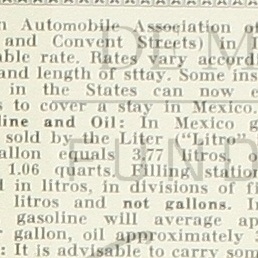 n Automobile Association of
and Convent Streets) in
able rate. Rates vary accordi
and length of sttay. Some ins
in the States can now e
s to cover a stay in Mexico.
line and Oil: In Mexico g
sold by the Liter ("Litro"
allon equals 3.77 litros, o
1.06 quarts. Filling station
d in litros, in divisions of fi
litros and not gallons. In
gasoline will average ap
r gallon, oil approximately
: It is advisable to carry som